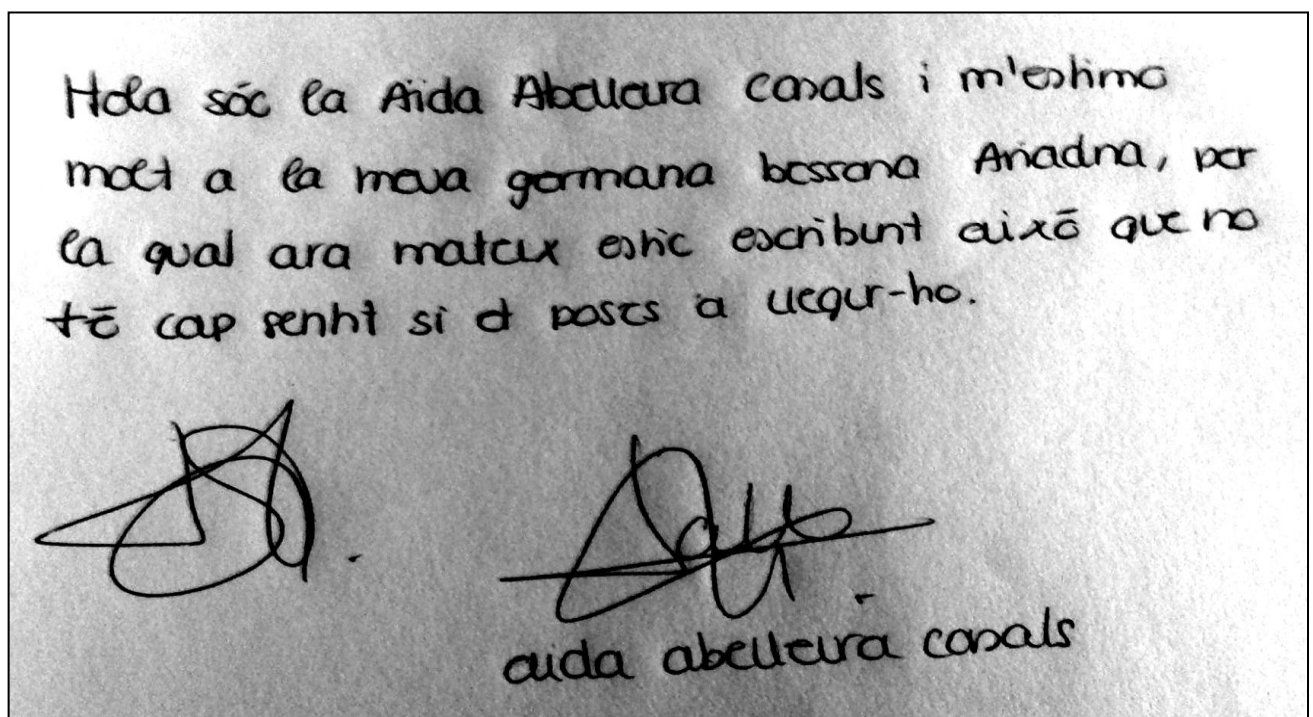 Hola sóc la Aida Abelleira casals i m'estimo
molt a la meva germana bessona Ariadna, per
la qual ara mateix estic escribint això que no
té cap sentit si et poses a llegir-ho.
aida abelleira casals